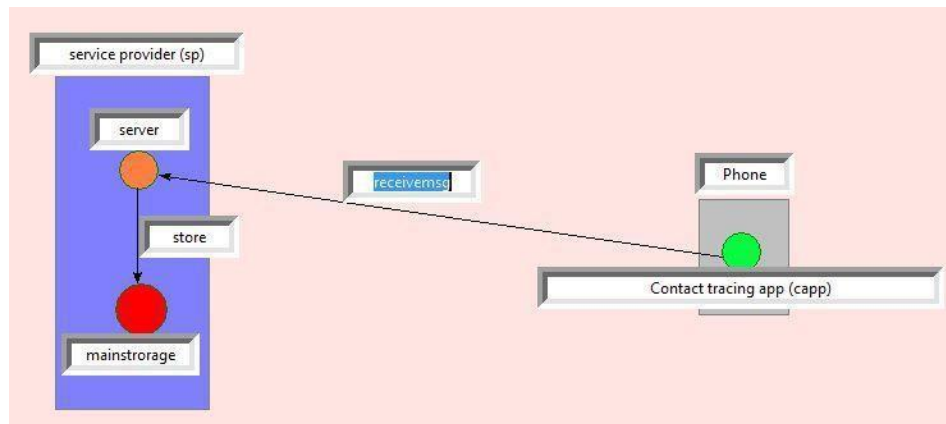 service provider (sp)
server
receivemsg
Phone
store
Contact tracing app (capp)
mainstrorage